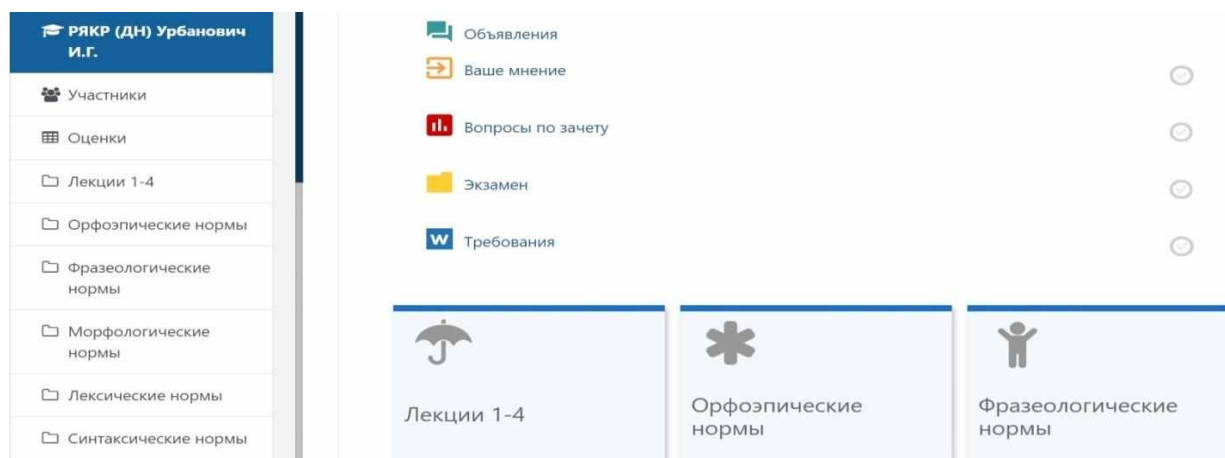 РЯКР (ДН) Урбанович
И.Г.
Участники
Оценки
Лекции 1-4
Орфоэпические нормы
Фразеологические
нормы
Морфологические
нормы
Лексические нормы
Синтаксические нормы
Объявления
Ваше мнение
Вопросы по зачету
Экзамен
W Требования
Лекции 1-4
Орфоэпические
нормы
Фразеологические
нормы